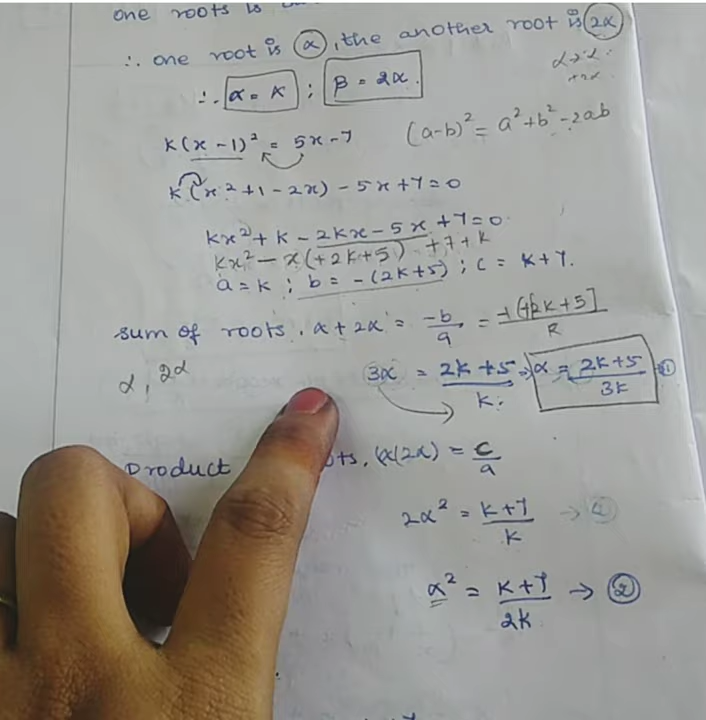 one roots is
∴ one root is α, the another root is 2α
∴ α = K ; β = 2α.
K(x - 1)² = 5x - 7 (a-b)² = a² + b² - 2ab
K(x² + 1 - 2x) - 5x + 7 = 0
Kx² + K - 2Kx - 5x + 7 = 0
Kx² - x(+2K+5) + 7 + K
a = K ; b = -(2K+5) ; c = K + 7.
sum of roots. α + 2α = -b/a = -[-(2K+5]/K
α, 2α
3α = 2K+5/K. → α = 2K+5/3K ①
Product ots. α(2α) = c/a
2α² = K+7/K →
α² = K+7/2K → ②